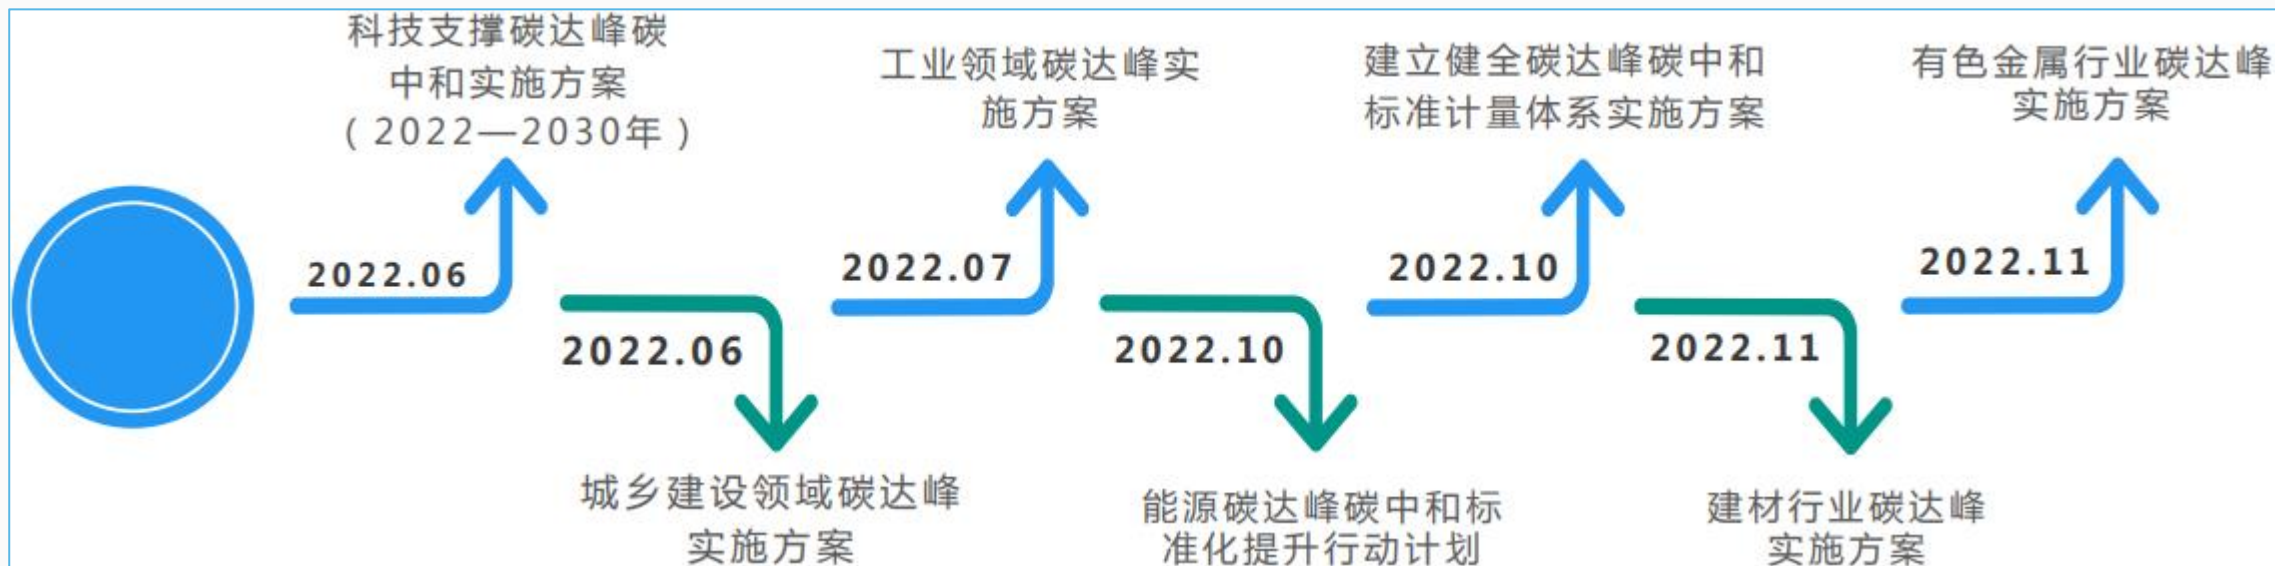 科技支撑碳达峰碳
中和实施方案
（2022—2030年）
2022.06
2022.06
城乡建设领域碳达峰
实施方案
工业领域碳达峰实
施方案
2022.07
2022.10
能源碳达峰碳中和标
准化提升行动计划
建立健全碳达峰碳中和
标准计量体系实施方案
2022.10
2022.11
建材行业碳达峰
实施方案
有色金属行业碳达峰
实施方案
2022.11